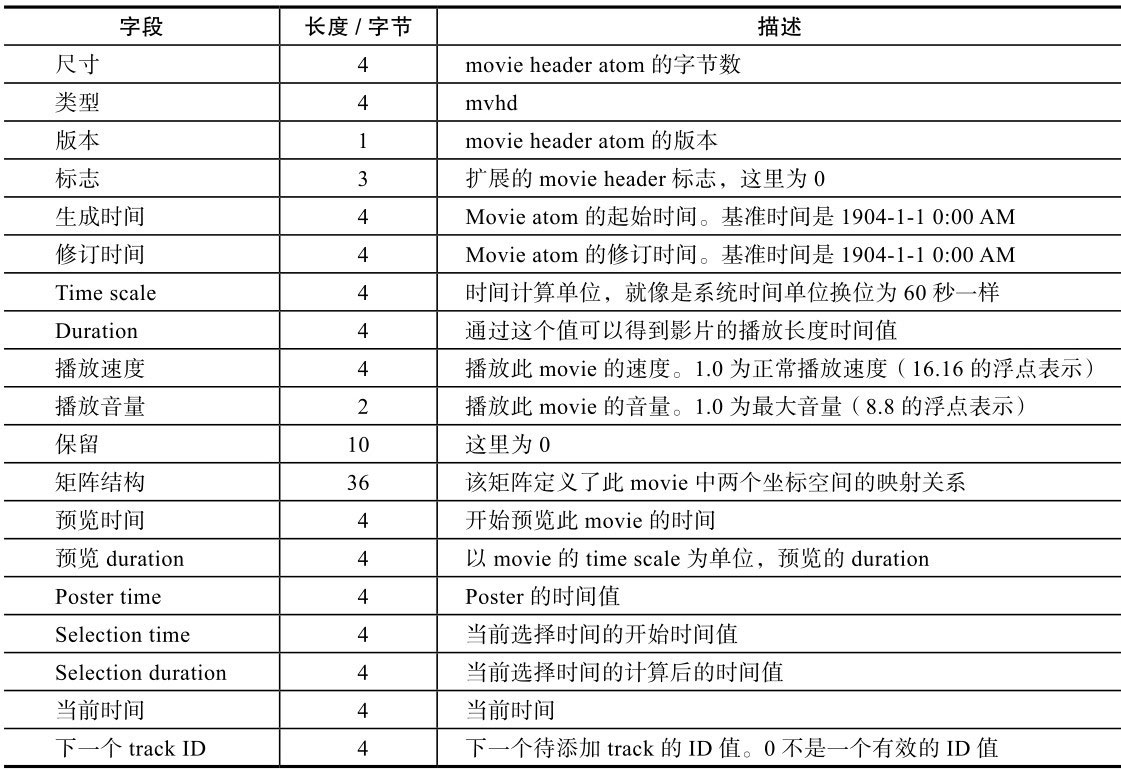 字段 长度 / 字节 描述
尺寸 4 movie header atom 的字节数
类型 4 mvhd
版本 1 movie header atom 的版本
标志 3 扩展的 movie header 标志，这里为 0
生成时间 4 Movie atom 的起始时间。基准时间是 1904-1-1 0:00 AM
修订时间 4 Movie atom 的修订时间。基准时间是 1904-1-1 0:00 AM
Time scale 4 时间计算单位，就像是系统时间单位换位为 60 秒一样
Duration 4 通过这个值可以得到影片的播放长度时间值
播放速度 4 播放此 movie 的速度。1.0 为正常播放速度（16.16 的浮点表示）
播放音量 2 播放此 movie 的音量。1.0 为最大音量（8.8 的浮点表示）
保留 10 这里为 0
矩阵结构 36 该矩阵定义了此 movie 中两个坐标空间的映射关系
预览时间 4 开始预览此 movie 的时间
预览 duration 4 以 movie 的 time scale 为单位，预览的 duration
Poster time 4 Poster 的时间值
Selection time 4 当前选择时间的开始时间值
Selection duration 4 当前选择时间的计算后的时间值
当前时间 4 当前时间
下一个 track ID 4 下一个待添加 track 的 ID 值。0 不是一个有效的 ID 值